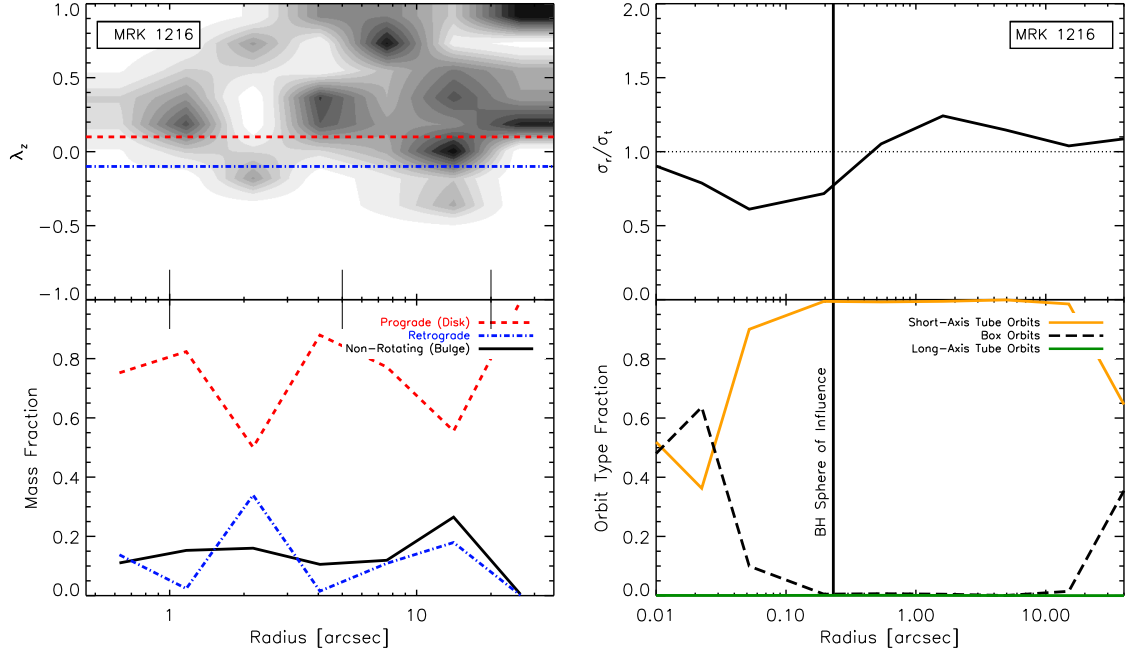 MRK 1216
1.0
0.5
0.0
−0.5
−1.0
λz
Prograde (Disk)
Retrograde
Non-Rotating (Bulge)
0.8
0.6
0.4
0.2
0.0
Mass Fraction
1
10
Radius [arcsec]
MRK 1216
2.0
1.5
1.0
0.5
0.0
σr/σt
Short-Axis Tube Orbits
Box Orbits
Long-Axis Tube Orbits
BH Sphere of Influence
0.8
0.6
0.4
0.2
0.0
Orbit Type Fraction
0.01
0.10
1.00
10.00
Radius [arcsec]